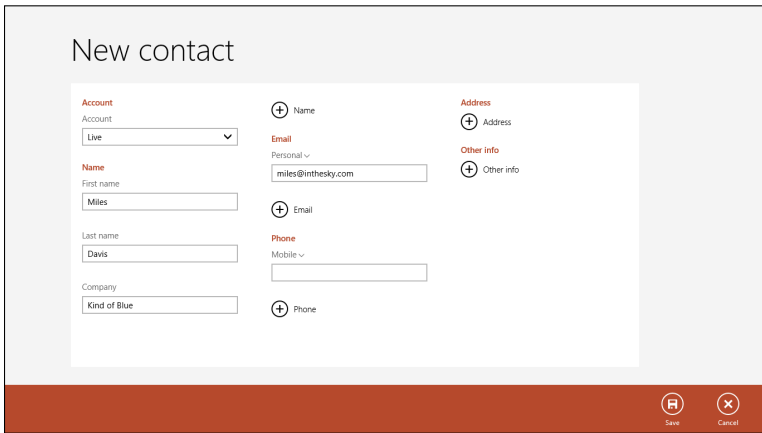 New contact
Account
Account
Live
Name
First name
Miles
Last name
Davis
Company
Kind of Blue
Name
Email
Personal
miles@inthesky.com
Email
Phone
Mobile
Phone
Address
Address
Other info
Other info
Save
Cancel